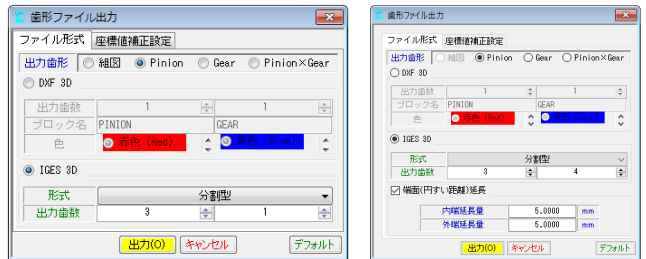 歯形ファイル出力
ファイル形式 座標値補正設定
出力歯形 組図 Pinion Gear Pinion×Gear
DXF 3D
出力歯数 1 1
ブロック名 PINION GEAR
色 赤色 (Red) (Blue)
IGES 3D
形式 分割型
出力歯数 3 1
出力(O) キャンセル デフォルト
歯形ファイル出力
ファイル形式 座標値補正設定
出力歯形 組図 Pinion Gear Pinion×Gear
DXF 3D
出力歯数 1 1
ブロック名 PINION GEAR
色 赤色 (Red) (Blue)
IGES 3D
形式 分割型
出力歯数 3 4
端面(円すい距離)延長
内端延長量 5.0000 mm
外端延長量 5.0000 mm
出力(O) キャンセル デフォルト